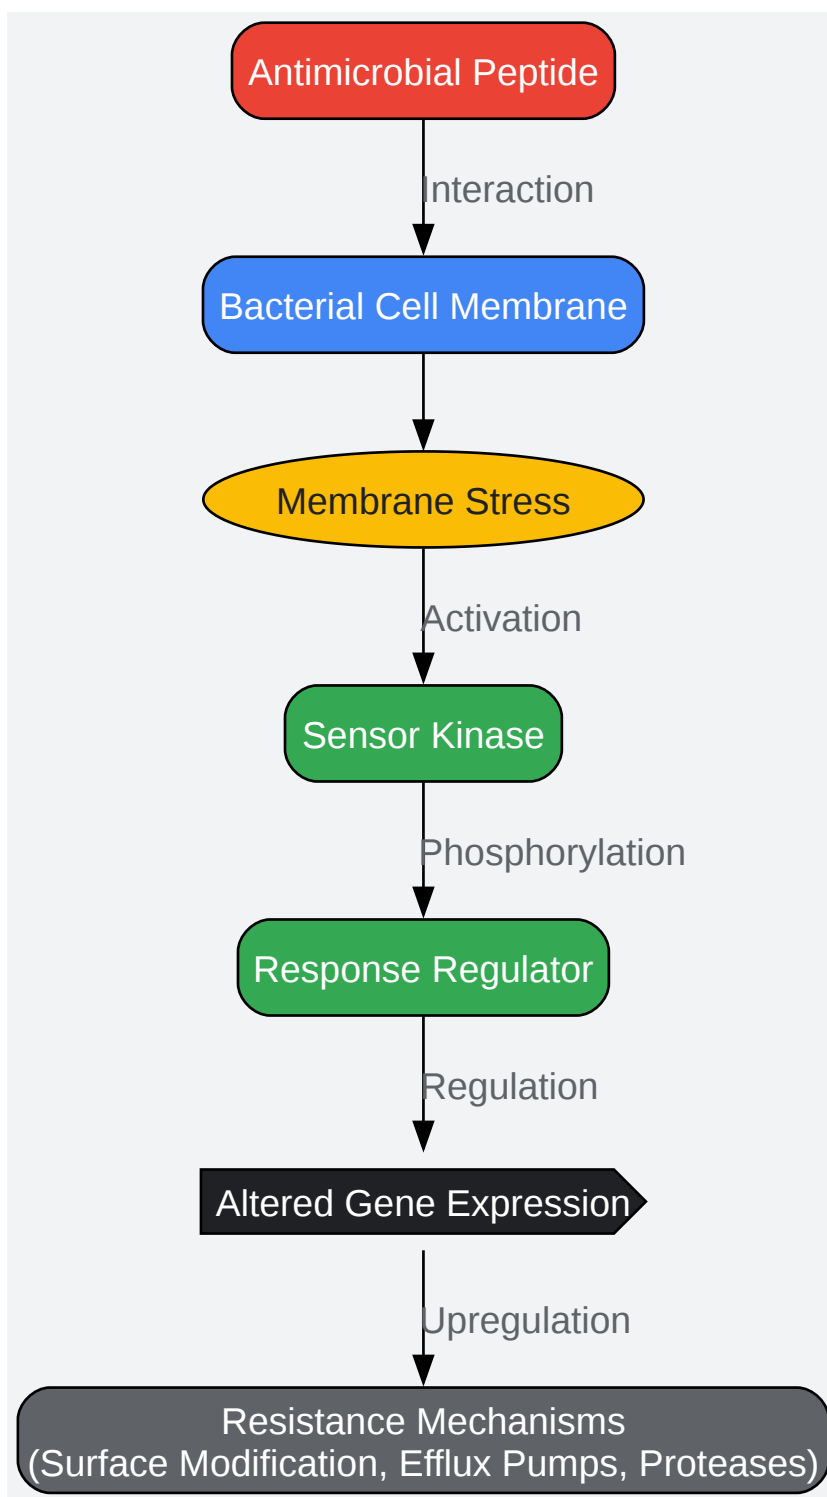 Antimicrobial Peptide
Interaction
Bacterial Cell Membrane
Membrane Stress
Activation
Sensor Kinase
Phosphorylation
Response Regulator
Regulation
Altered Gene Expression
Upregulation
Resistance Mechanisms
(Surface Modification, Efflux Pumps, Proteases)